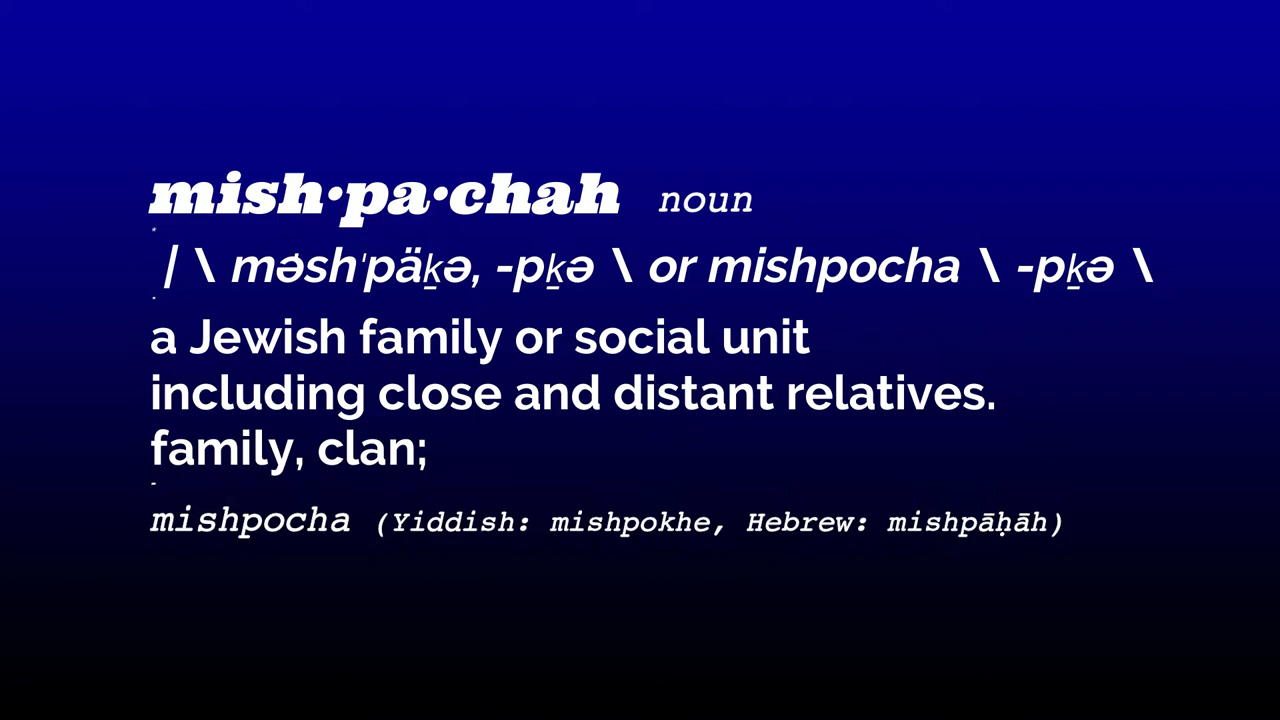 mish·pa·chah noun
| \ məshˈpäḵə, -pḵə \ or mishpocha \ -pḵə \
a Jewish family or social unit
including close and distant relatives.
family, clan;
mishpocha (Yiddish: mishpokhe, Hebrew: mishpāḥāh)